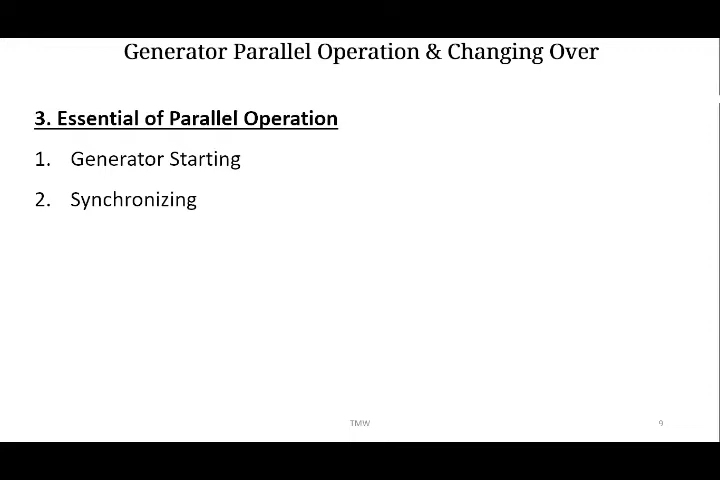 Generator Parallel Operation & Changing Over
3. Essential of Parallel Operation
1. Generator Starting
2. Synchronizing
TMW
9